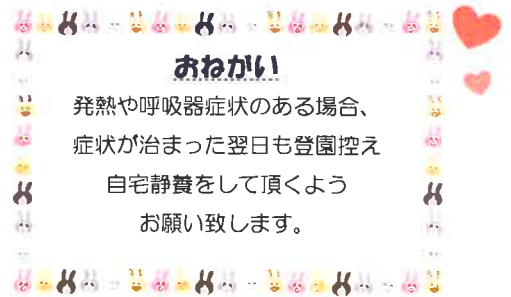 おねがい
発熱や呼吸器症状のある場合、
症状が治まった翌日も登園控え
自宅静養をして頂くよう
お願い致します。